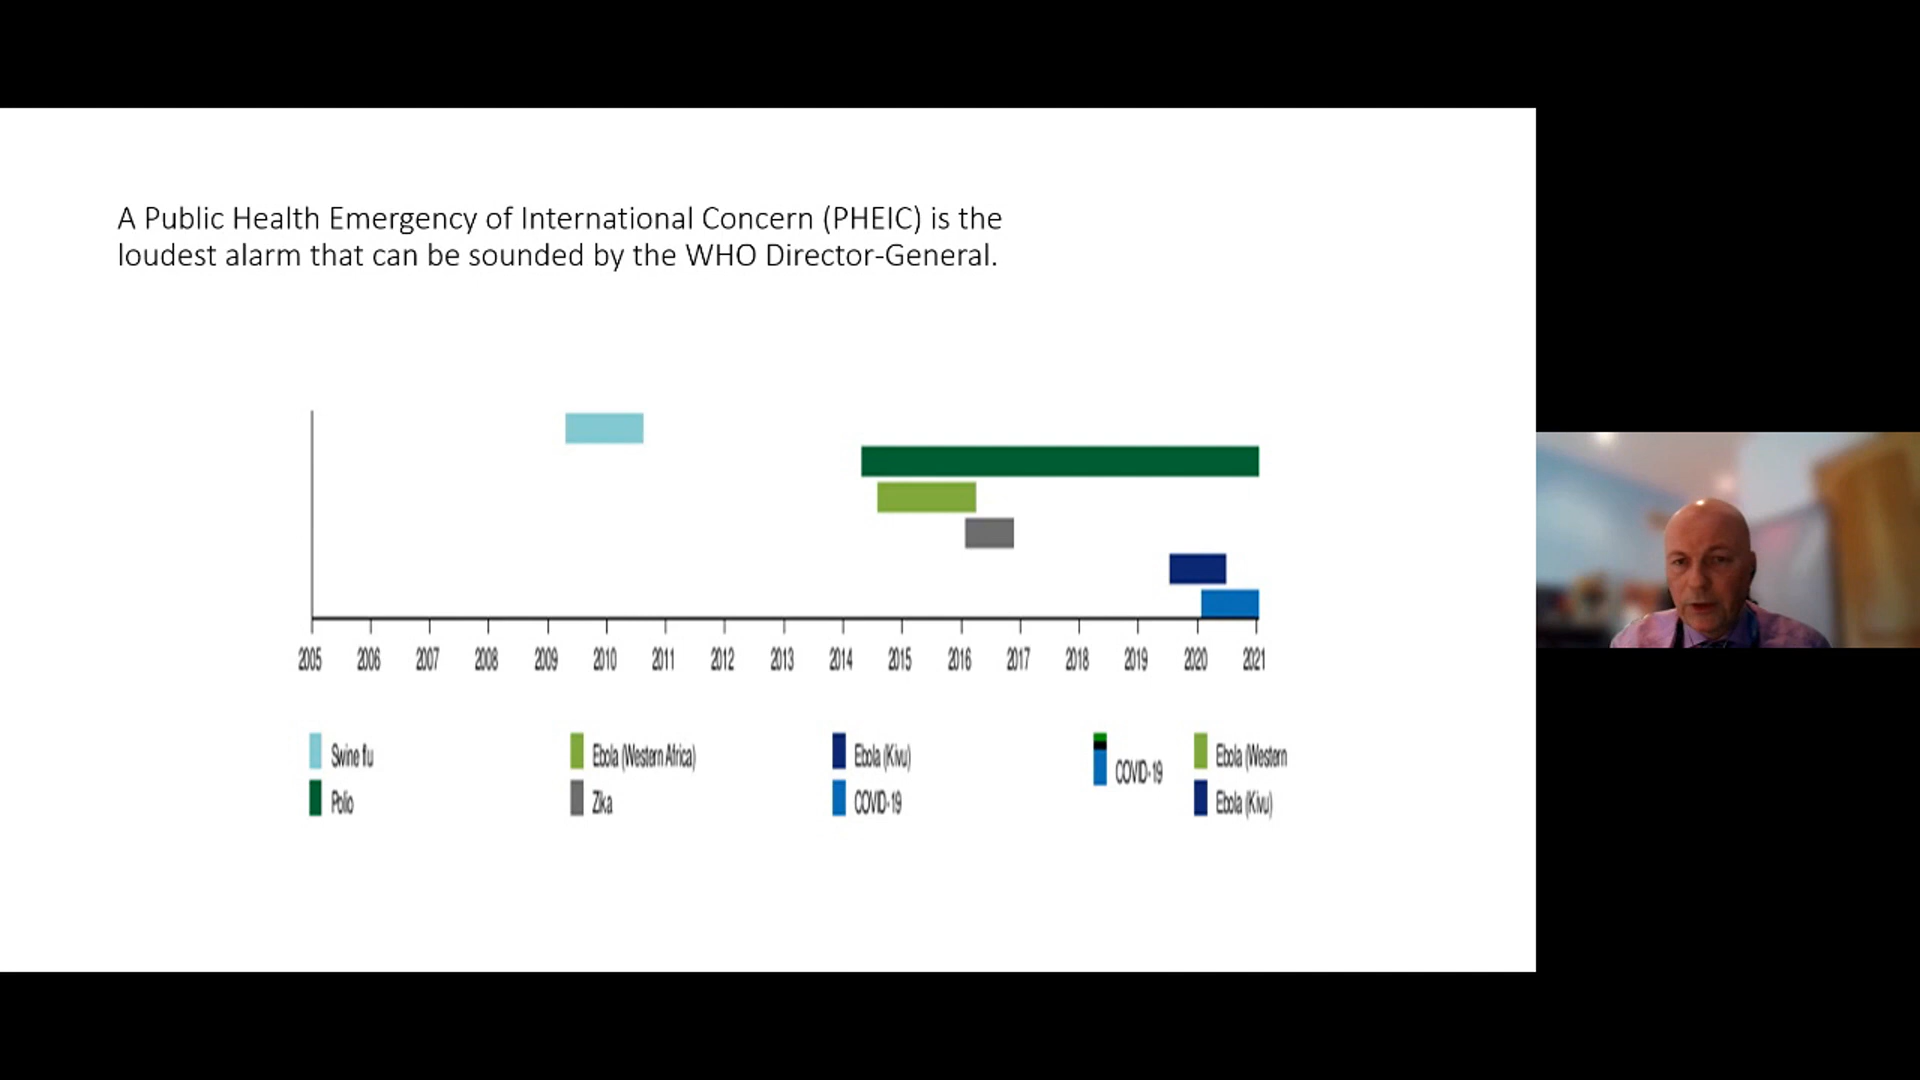 A Public Health Emergency of International Concern (PHEIC) is the
loudest alarm that can be sounded by the WHO Director-General.
2005 2006 2007 2008 2009 2010 2011 2012 2013 2014 2015 2016 2017 2018 2019 2020 2021
Swine flu Ebola (Western Africa) Ebola (Kivu) COVID-19 Ebola (Western
Polio Zika COVID-19 Ebola (Kivu)